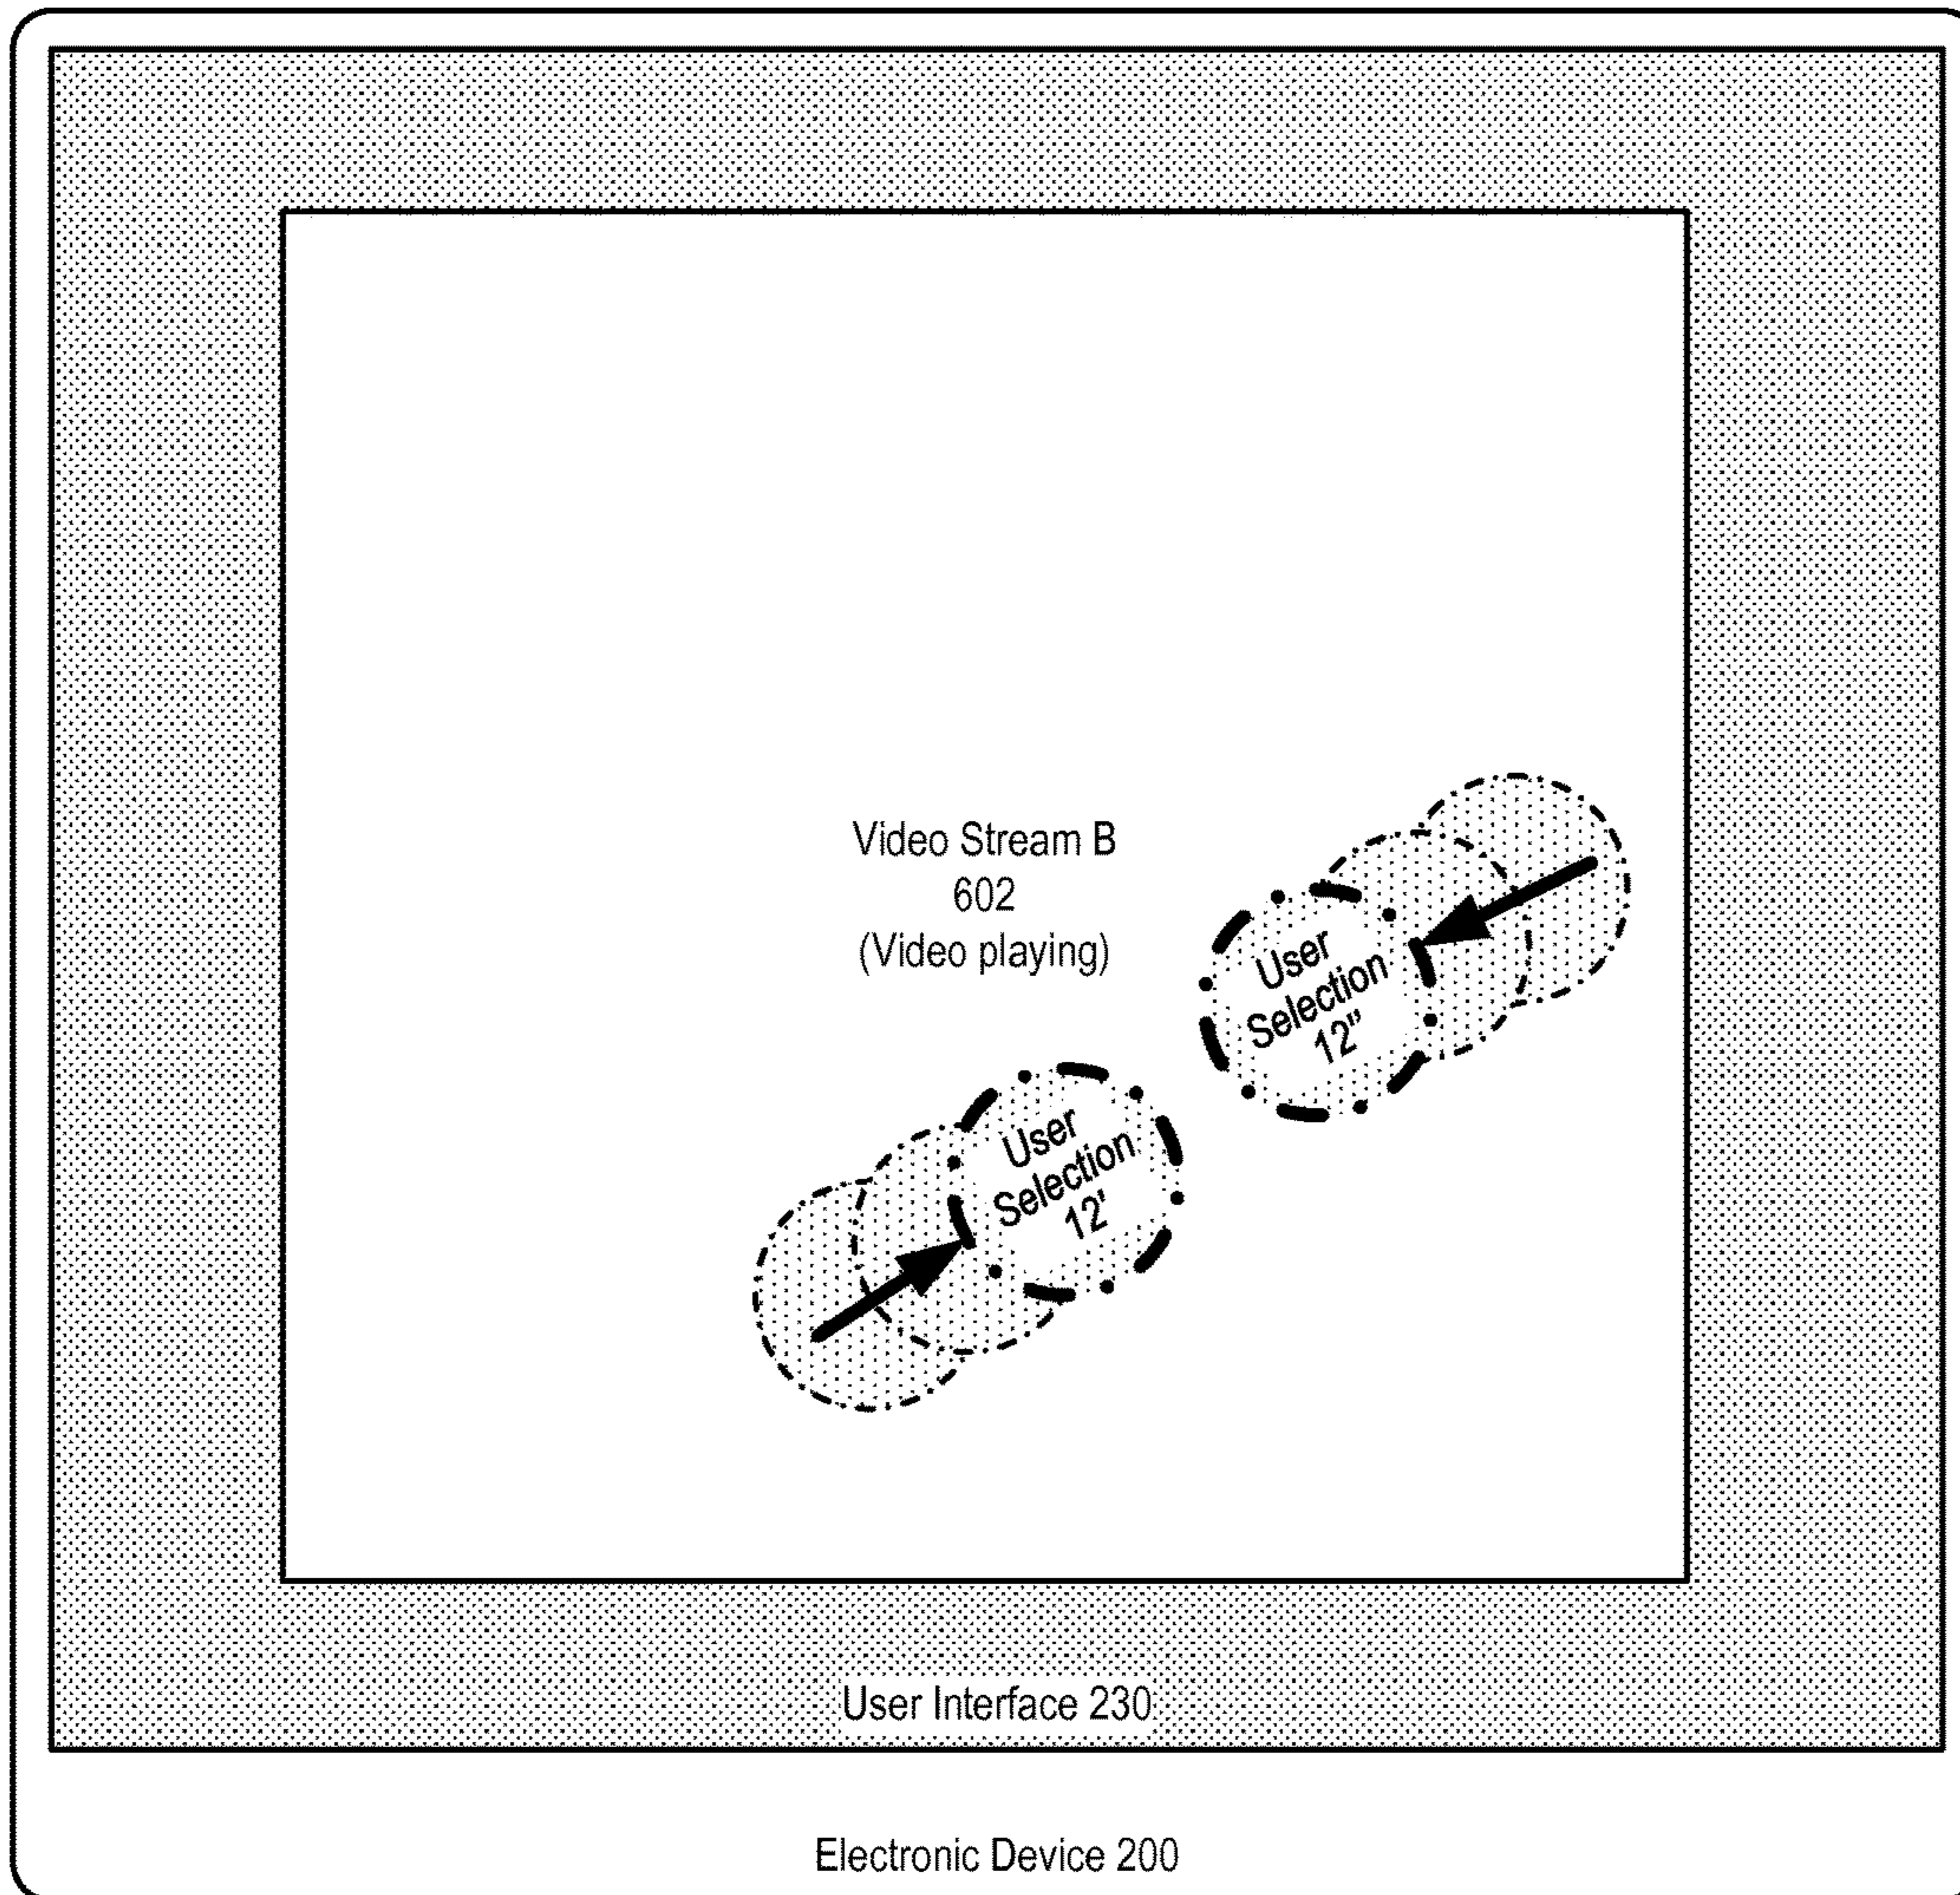 Video Stream B
602
(Video playing)
User
Selection
12"
User
Selection
12'
User Interface 230
Electronic Device 200